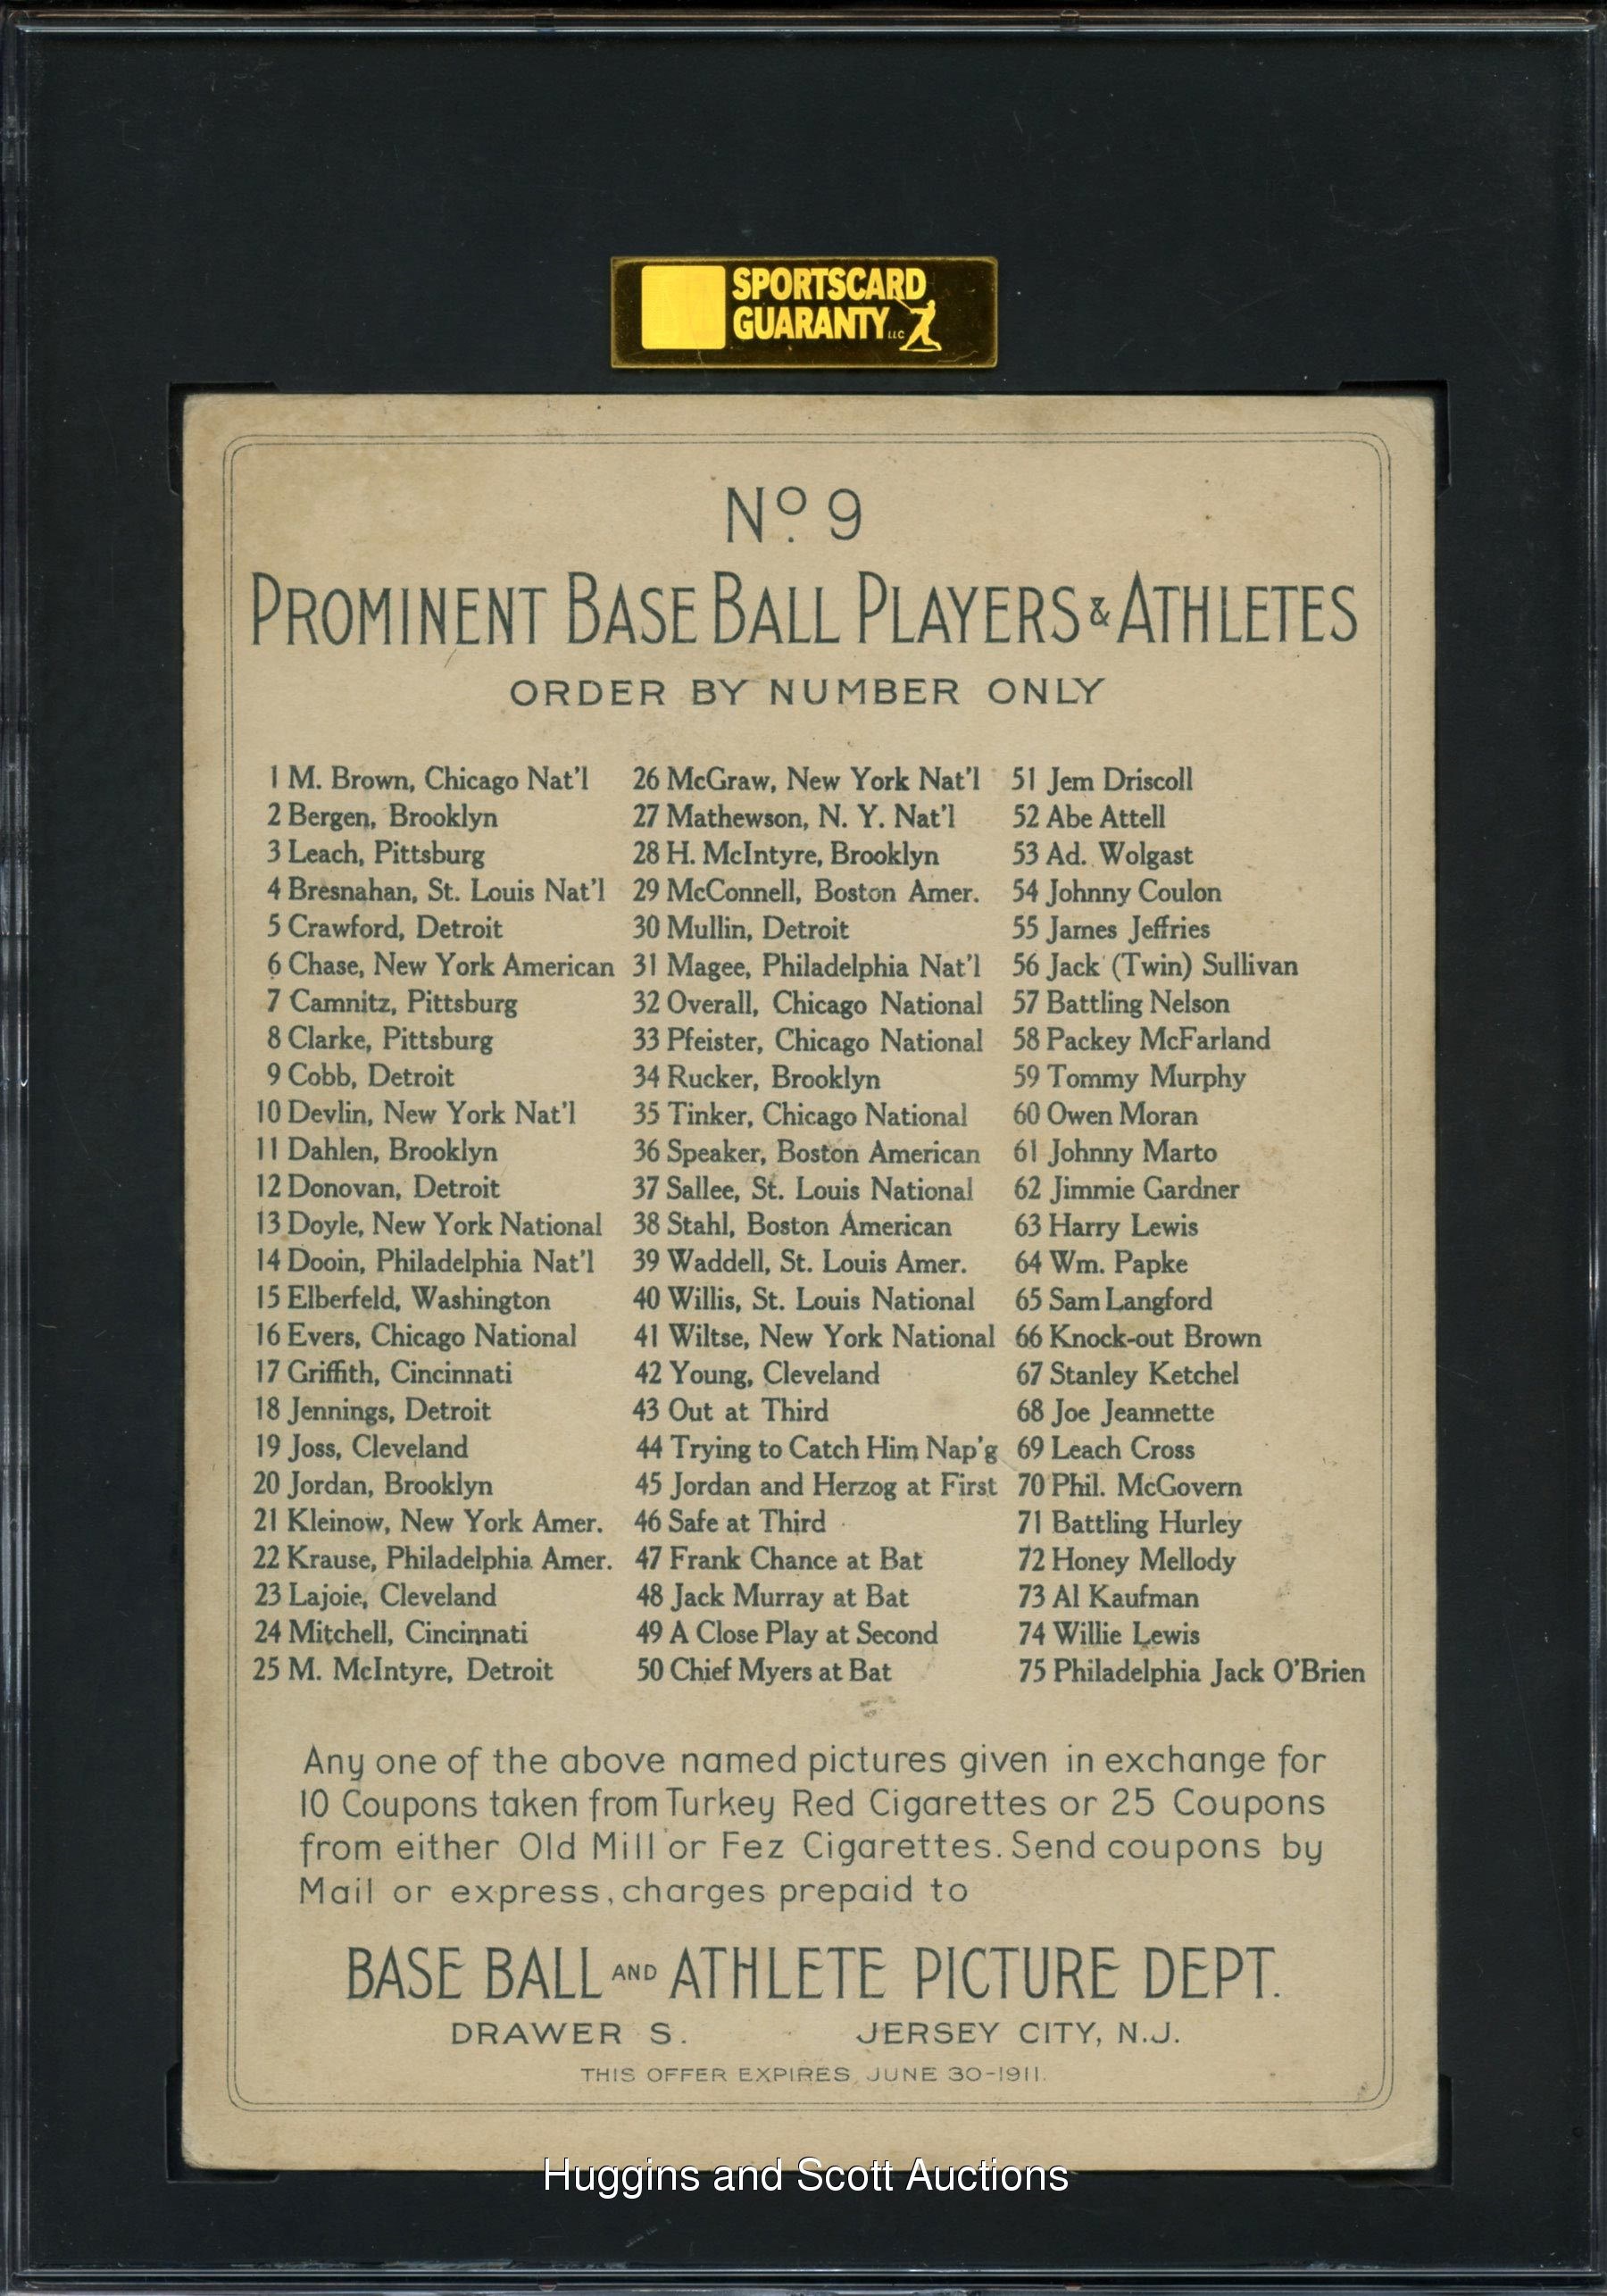 SPORTSCARD
GUARANTY LLC
No. 9
PROMINENT BASE BALL PLAYERS & ATHLETES
ORDER BY NUMBER ONLY
1 M. Brown, Chicago Nat'l
2 Bergen, Brooklyn
3 Leach, Pittsburg
4 Bresnahan, St. Louis Nat'l
5 Crawford, Detroit
6 Chase, New York American
7 Camnitz, Pittsburg
8 Clarke, Pittsburg
9 Cobb, Detroit
10 Devlin, New York Nat'l
11 Dahlen, Brooklyn
12 Donovan, Detroit
13 Doyle, New York National
14 Dooin, Philadelphia Nat'l
15 Elberfeld, Washington
16 Evers, Chicago National
17 Griffith, Cincinnati
18 Jennings, Detroit
19 Joss, Cleveland
20 Jordan, Brooklyn
21 Kleinow, New York Amer.
22 Krause, Philadelphia Amer.
23 Lajoie, Cleveland
24 Mitchell, Cincinnati
25 M. McIntyre, Detroit
26 McGraw, New York Nat'l
27 Mathewson, N. Y. Nat'l
28 H. McIntyre, Brooklyn
29 McConnell, Boston Amer.
30 Mullin, Detroit
31 Magee, Philadelphia Nat'l
32 Overall, Chicago National
33 Pfeister, Chicago National
34 Rucker, Brooklyn
35 Tinker, Chicago National
36 Speaker, Boston American
37 Sallee, St. Louis National
38 Stahl, Boston American
39 Waddell, St. Louis Amer.
40 Willis, St. Louis National
41 Wiltse, New York National
42 Young, Cleveland
43 Out at Third
44 Trying to Catch Him Nap'g
45 Jordan and Herzog at First
46 Safe at Third
47 Frank Chance at Bat
48 Jack Murray at Bat
49 A Close Play at Second
50 Chief Myers at Bat
51 Jem Driscoll
52 Abe Attell
53 Ad. Wolgast
54 Johnny Coulon
55 James Jeffries
56 Jack (Twin) Sullivan
57 Battling Nelson
58 Packey McFarland
59 Tommy Murphy
60 Owen Moran
61 Johnny Marto
62 Jimmie Gardner
63 Harry Lewis
64 Wm. Papke
65 Sam Langford
66 Knock-out Brown
67 Stanley Ketchel
68 Joe Jeannette
69 Leach Cross
70 Phil. McGovern
71 Battling Hurley
72 Honey Mellody
73 Al Kaufman
74 Willie Lewis
75 Philadelphia Jack O'Brien
Any one of the above named pictures given in exchange for
10 Coupons taken from Turkey Red Cigarettes or 25 Coupons
from either Old Mill or Fez Cigarettes. Send coupons by
Mail or express, charges prepaid to
BASE BALL AND ATHLETE PICTURE DEPT.
DRAWER S. JERSEY CITY, N.J.
THIS OFFER EXPIRES JUNE 30-1911.
Huggins and Scott Auctions